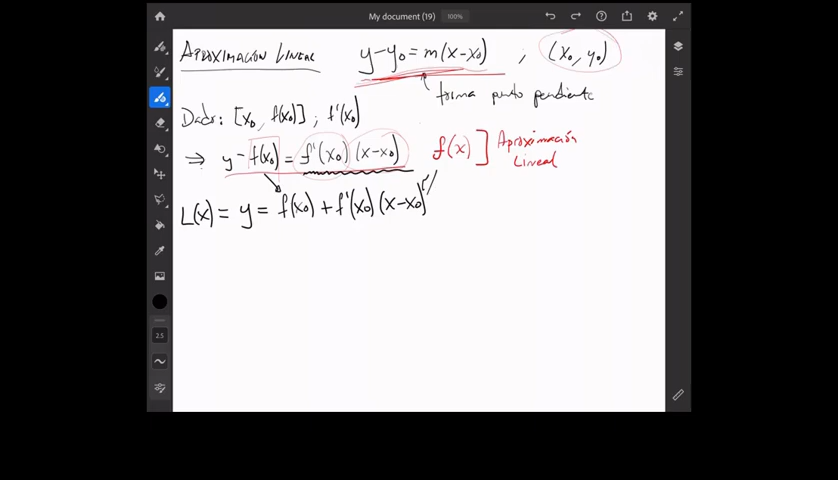 My document (19)
100%
APROXIMACIÓN LINEAL y-y₀ = m(x-x₀) ; (x₀, y₀)
forma punto pendiente
Dado: [x₀, f(x₀)] ; f'(x₀)
⇒ y - f(x₀) = f'(x₀) (x-x₀) f(x) ] Aproximación
Lineal
L(x) = y = f(x₀) + f'(x₀) (x-x₀)
2.5